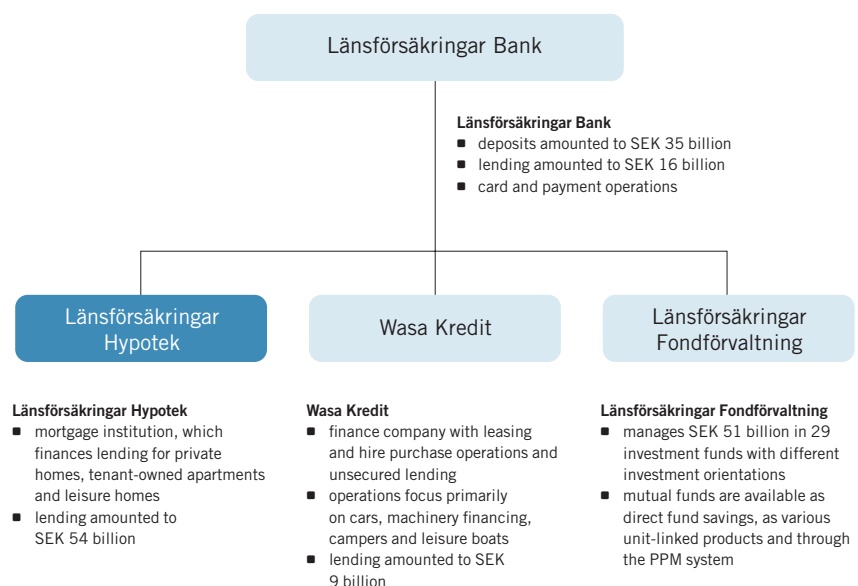 Länsförsäkringar Bank
Länsförsäkringar Bank
■ deposits amounted to SEK 35 billion
■ lending amounted to SEK 16 billion
■ card and payment operations
Länsförsäkringar
Hypotek
Wasa Kredit
Länsförsäkringar
Fondförvaltning
Länsförsäkringar Hypotek
■ mortgage institution, which
finances lending for private
homes, tenant-owned apartments
and leisure homes
■ lending amounted to
SEK 54 billion
Wasa Kredit
■ finance company with leasing
and hire purchase operations and
unsecured lending
■ operations focus primarily
on cars, machinery financing,
campers and leisure boats
■ lending amounted to SEK
9 billion
Länsförsäkringar Fondförvaltning
■ manages SEK 51 billion in 29
investment funds with different
investment orientations
■ mutual funds are available as
direct fund savings, as various
unit-linked products and through
the PPM system